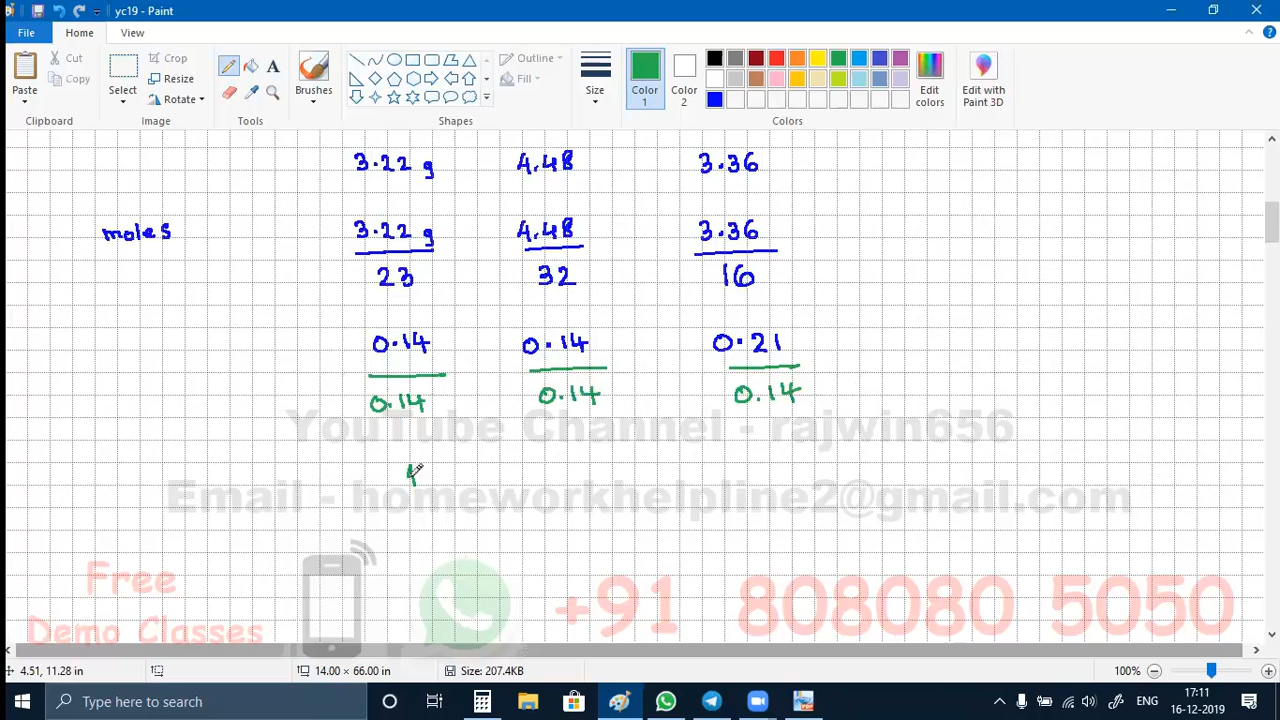 yc19 - Paint
File Home View
Paste Cut Copy Clipboard
Select Crop Resize Rotate Image
Tools
Brushes
Outline Fill Shapes
Size
Color 1 Color 2 Edit colors Colors
Edit with Paint 3D
3.22 g 4.48 3.36
moles 3.22 g 4.48 3.36
23 32 16
0.14 0.14 0.21
0.14 0.14 0.14
YouTube Channel - rajwin656
Email - homeworkhelpline2@gmail.com
Free Demo Classes
+91 808080 5050
4.51, 11.28 in 14.00 × 66.00 in Size: 207.4KB 100%
Type here to search ENG 17:11
16-12-2019